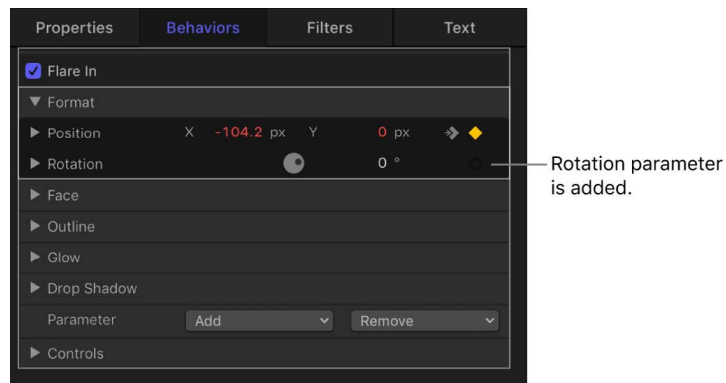 Properties Behaviors Filters Text
Flare In
Format
Position X -104.2 px Y 0 px
Rotation 0 °
Rotation parameter
is added.
Face
Outline
Glow
Drop Shadow
Parameter Add Remove
Controls